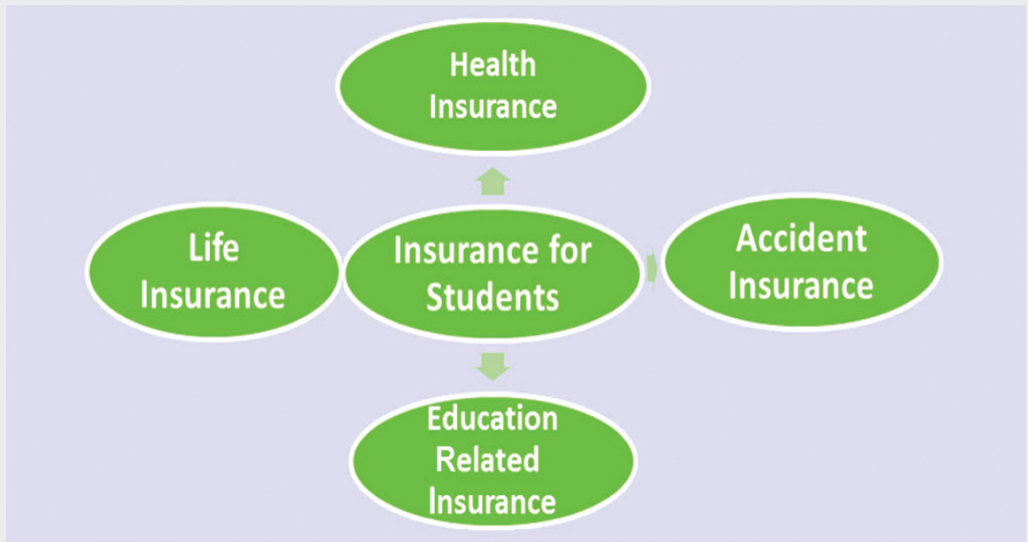 Health
Insurance
Life
Insurance
Insurance for
Students
Accident
Insurance
Education
Related
Insurance